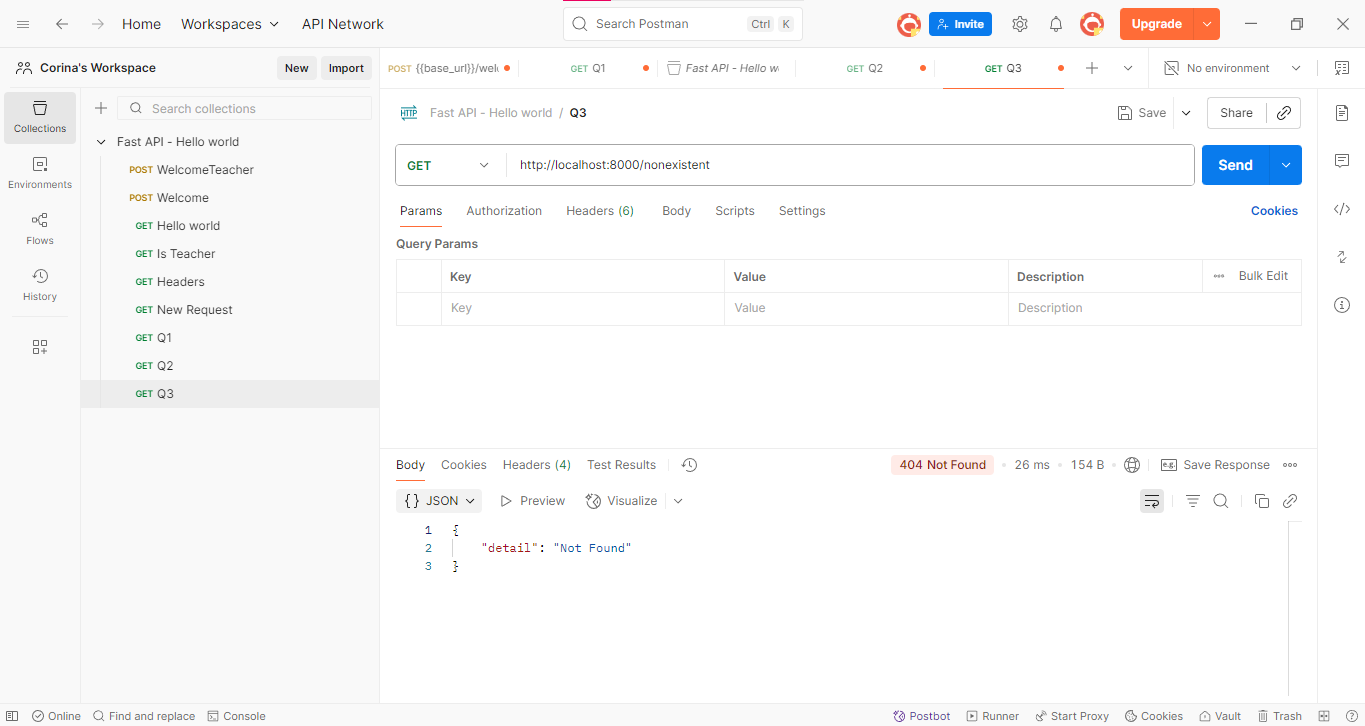 Home Workspaces API Network Search Postman Ctrl K Invite Upgrade
Corina's Workspace New Import POST {{base_url}}/wel GET Q1 Fast API - Hello w GET Q2 GET Q3 No environment
Search collections
Collections
Environments
Flows
History
Fast API - Hello world
POST WelcomeTeacher
POST Welcome
GET Hello world
GET Is Teacher
GET Headers
GET New Request
GET Q1
GET Q2
GET Q3
HTTP Fast API - Hello world / Q3 Save Share
GET http://localhost:8000/nonexistent Send
Params Authorization Headers (6) Body Scripts Settings Cookies
Query Params
Key Value Description Bulk Edit
Key Value Description
Body Cookies Headers (4) Test Results 404 Not Found 26 ms 154 B e.g. Save Response
{} JSON Preview Visualize
1 {
2 "detail": "Not Found"
3 }
Online Find and replace Console Postbot Runner Start Proxy Cookies Vault Trash